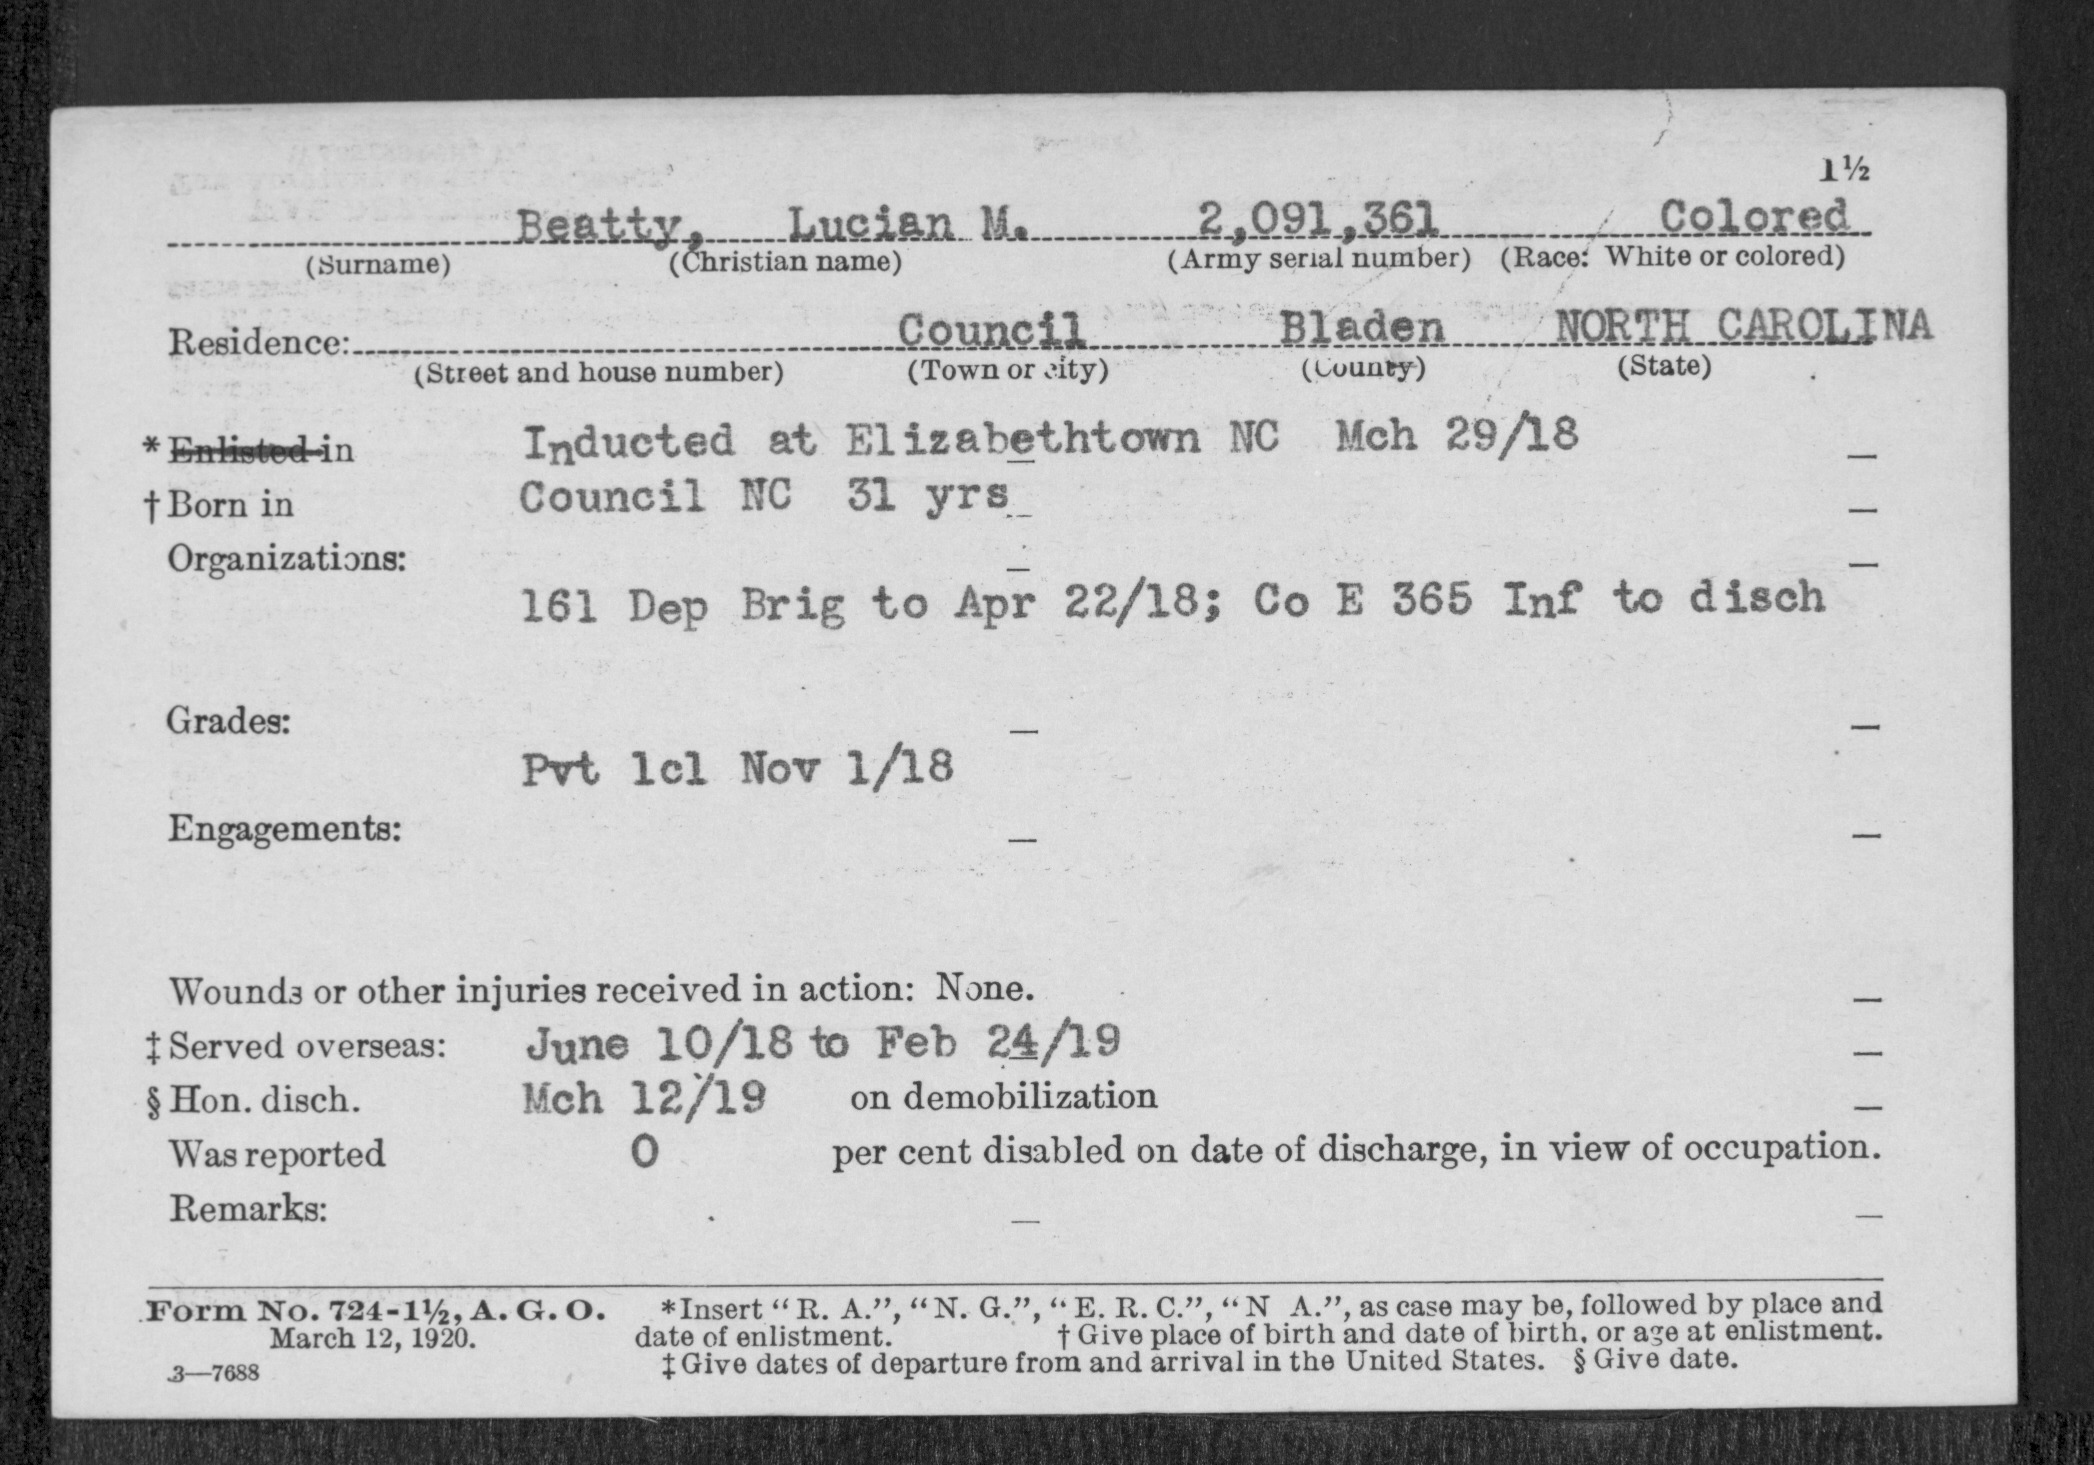 1½
Beatty, Lucian M. 2,091,361 Colored
(Surname) (Christian name) (Army serial number) (Race: White or colored)
Residence: Council Bladen NORTH CAROLINA
(Street and house number) (Town or city) (County) (State)
* Enlisted in Inducted at Elizabethtown NC Mch 29/18
† Born in Council NC 31 yrs
Organizations:
161 Dep Brig to Apr 22/18; Co E 365 Inf to disch
Grades:
Pvt 1cl Nov 1/18
Engagements:
Wounds or other injuries received in action: None.
‡ Served overseas: June 10/18 to Feb 24/19
§ Hon. disch. Mch 12/19 on demobilization
Was reported 0 per cent disabled on date of discharge, in view of occupation.
Remarks:
Form No. 724-1½, A. G. O. *Insert “R. A.”, “N. G.”, “E. R. C.”, “N A.”, as case may be, followed by place and
March 12, 1920. date of enlistment. † Give place of birth and date of birth, or age at enlistment.
3—7688 ‡ Give dates of departure from and arrival in the United States. § Give date.